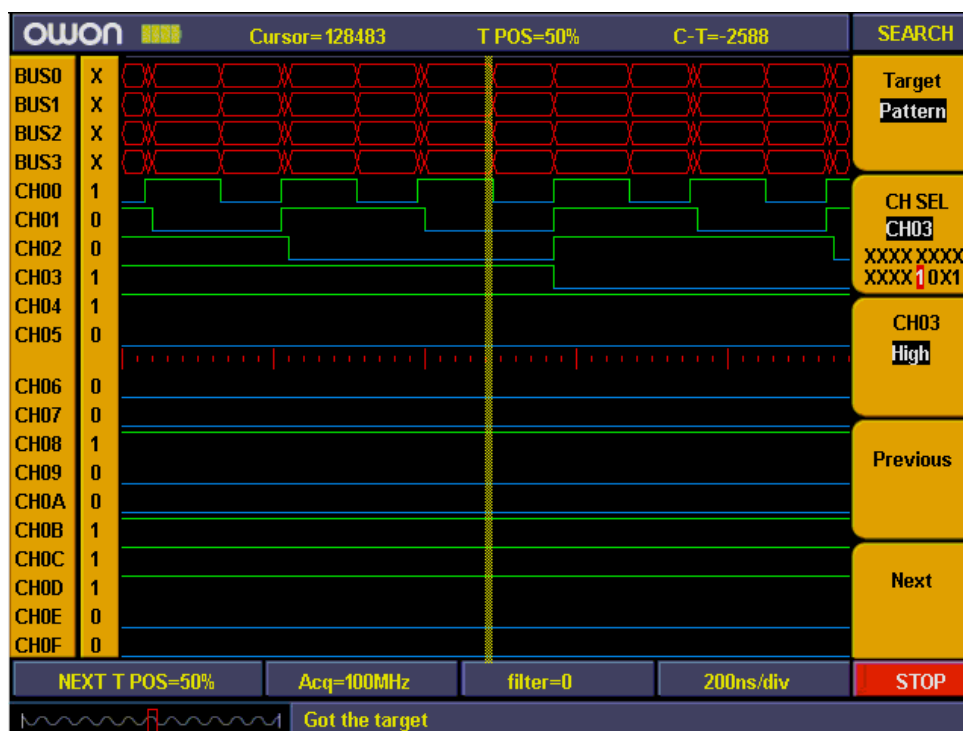 owon Cursor=128483 T POS=50% C-T=-2588 SEARCH
BUS0 X
BUS1 X
BUS2 X
BUS3 X
CH00 1
CH01 0
CH02 0
CH03 1
CH04 1
CH05 0
CH06 0
CH07 0
CH08 1
CH09 0
CH0A 0
CH0B 1
CH0C 1
CH0D 1
CH0E 0
CH0F 0
Target
Pattern
CH SEL
CH03
XXXX XXXX
XXXX 1 0X1
CH03
High
Previous
Next
NEXT T POS=50% Acq=100MHz filter=0 200ns/div STOP
Got the target